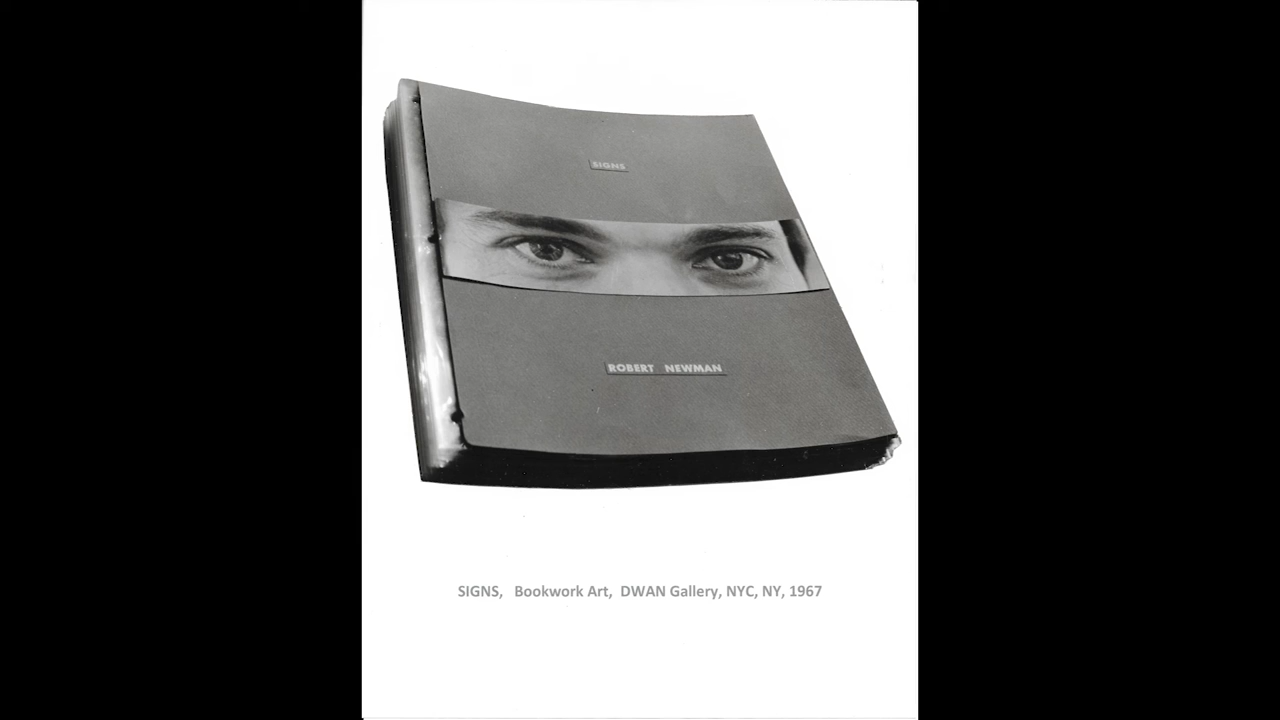 SIGNS
ROBERT NEWMAN
SIGNS, Bookwork Art, DWAN Gallery, NYC, NY, 1967